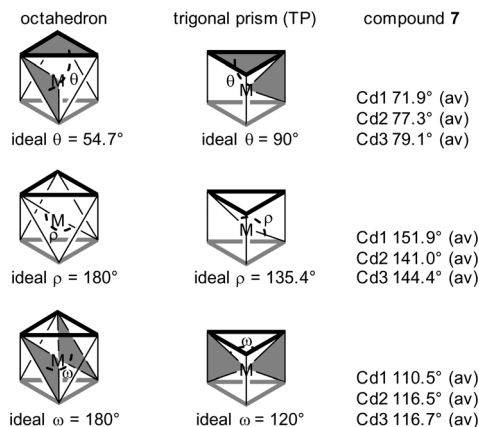 octahedron trigonal prism (TP) compound 7
M θ
θ M
ideal θ = 54.7° ideal θ = 90°
Cd1 71.9° (av)
Cd2 77.3° (av)
Cd3 79.1° (av)
M ρ
M ρ
ideal ρ = 180° ideal ρ = 135.4°
Cd1 151.9° (av)
Cd2 141.0° (av)
Cd3 144.4° (av)
M ω
ω M
ideal ω = 180° ideal ω = 120°
Cd1 110.5° (av)
Cd2 116.5° (av)
Cd3 116.7° (av)